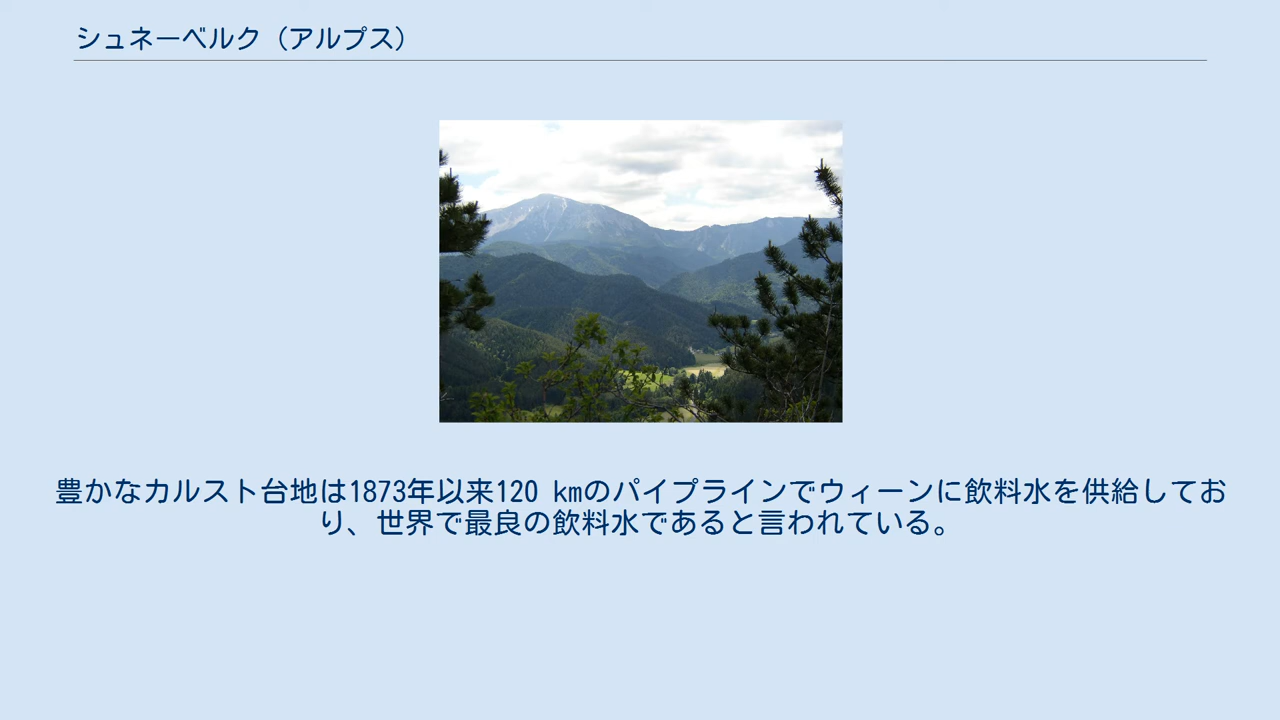 シュネーベルク（アルプス）
豊かなカルスト台地は1873年以来120 kmのパイプラインでウィーンに飲料水を供給してお
り、世界で最良の飲料水であると言われている。